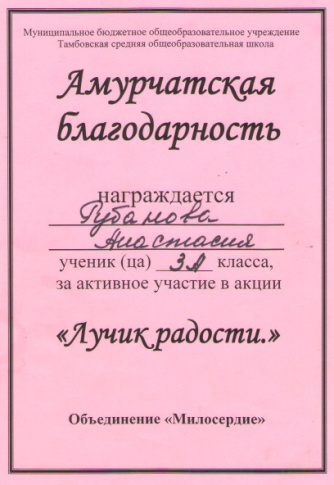 Муниципальное бюджетное общеобразовательное учреждение
Тамбовская средняя общеобразовательная школа
Амурчатская
благодарность
награждается
Губанова
Анастасия
ученик (ца) 3А класса,
за активное участие в акции
«Лучик радости.»
Объединение «Милосердие»